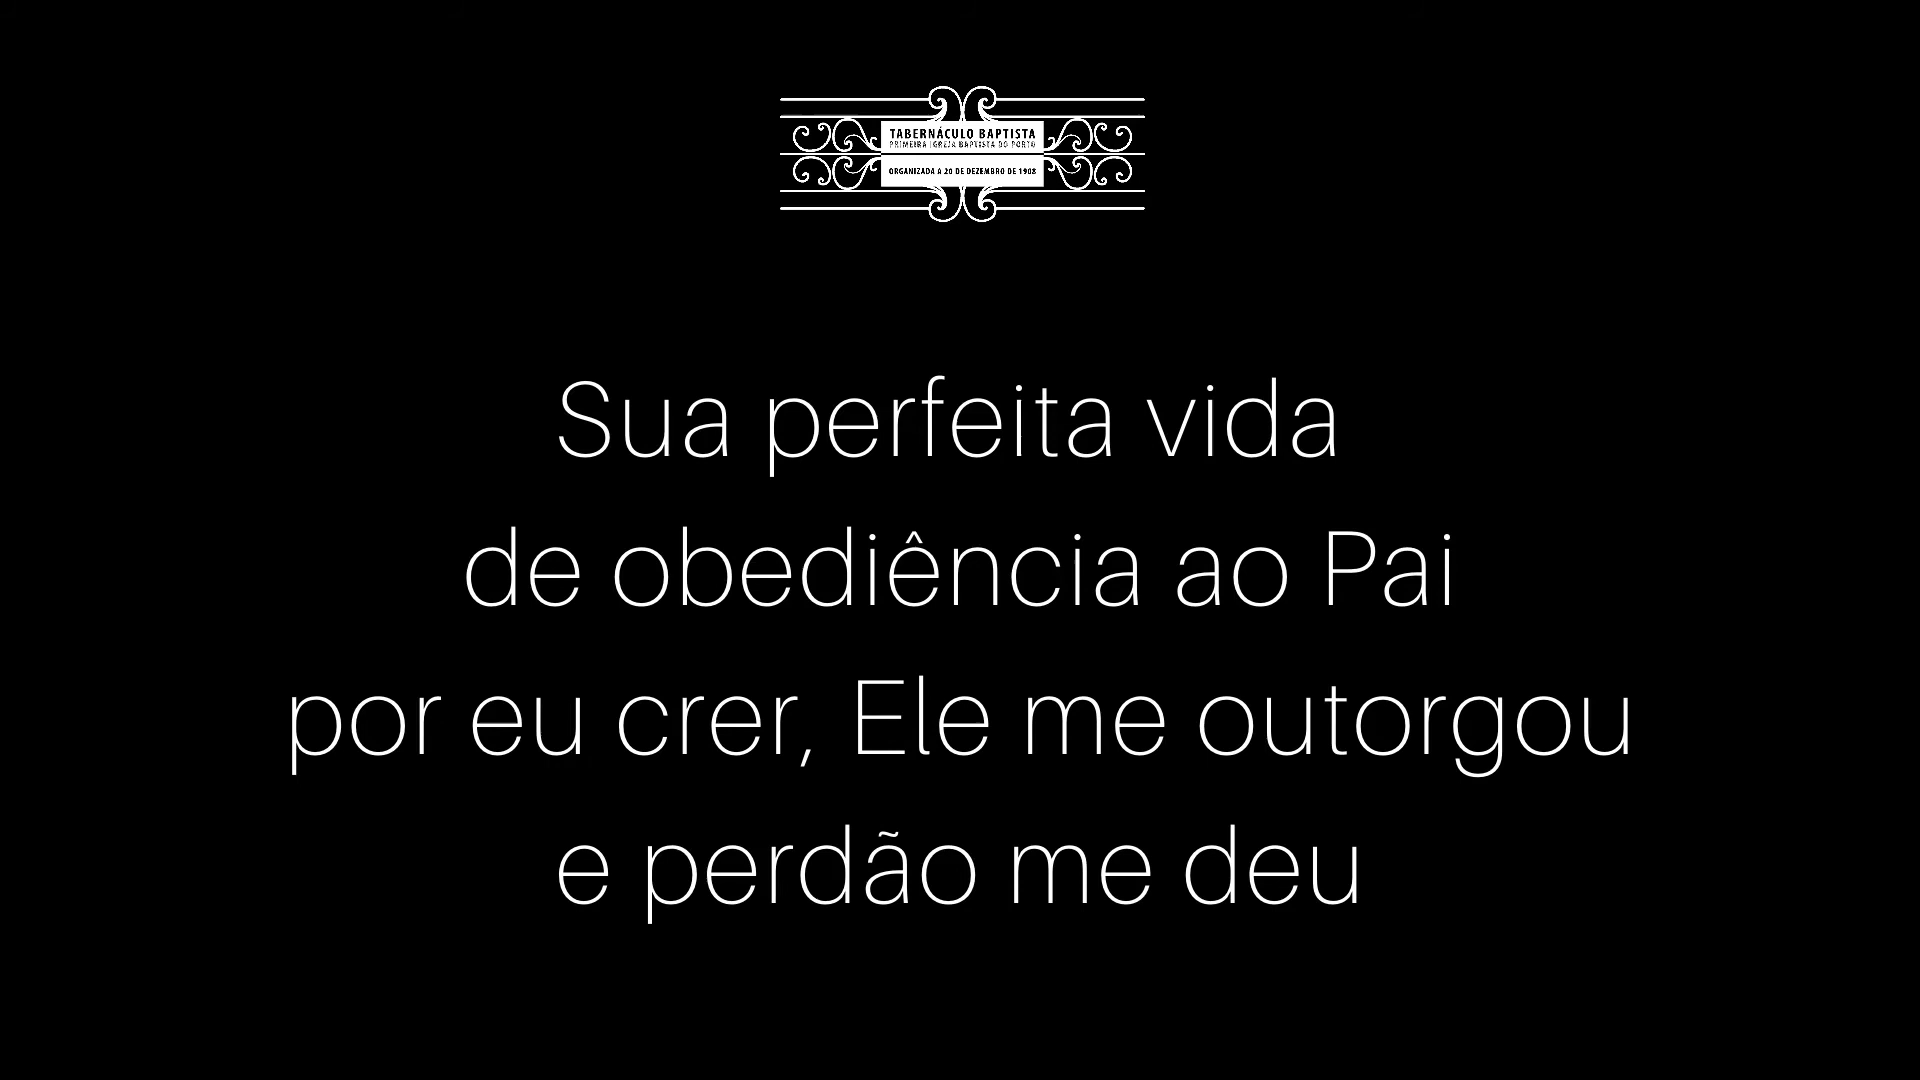 TABERNÁCULO BAPTISTA
PRIMEIRA IGREJA BAPTISTA DO PORTO
ORGANIZADA A 20 DE DEZEMBRO DE 1908
Sua perfeita vida
de obediência ao Pai
por eu crer, Ele me outorgou
e perdão me deu